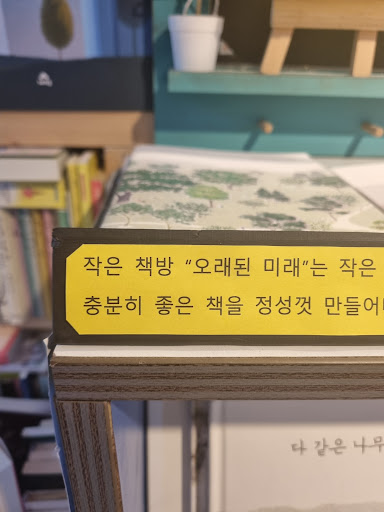 작은 책방 “오래된 미래”는 작은
충분히 좋은 책을 정성껏 만들어
다 같은 나무